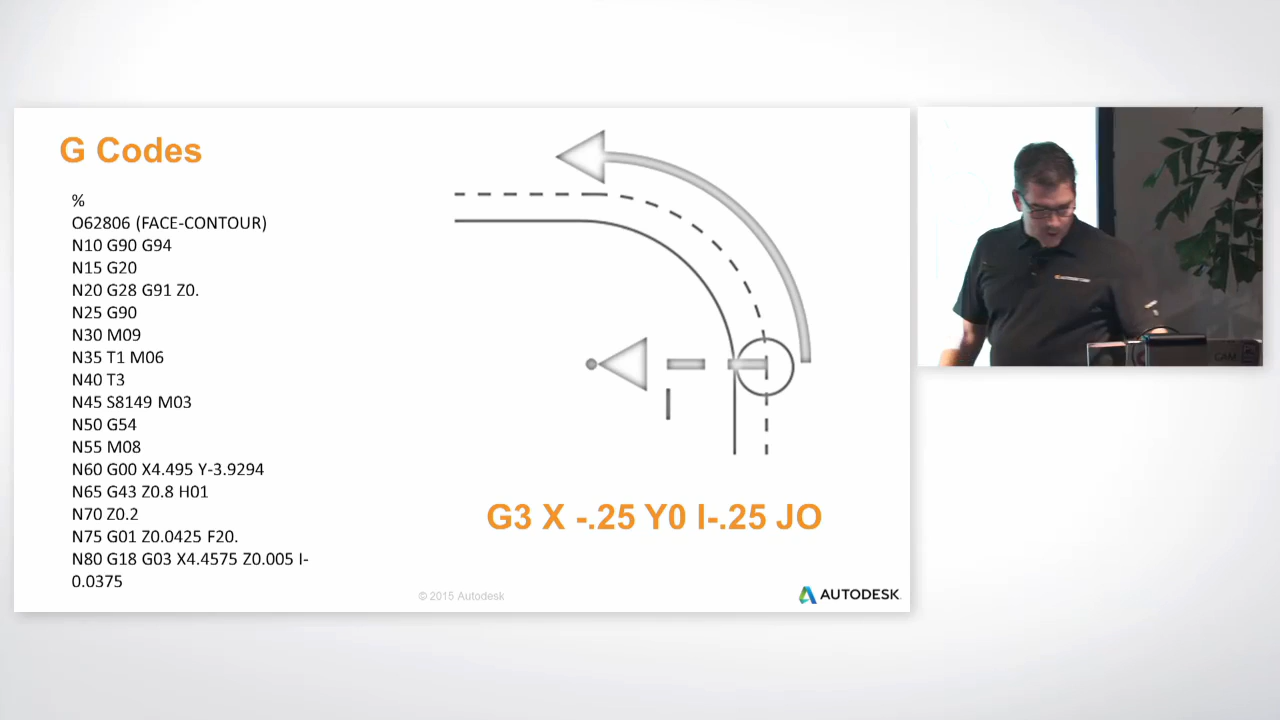 G Codes
%
O62806 (FACE-CONTOUR)
N10 G90 G94
N15 G20
N20 G28 G91 Z0.
N25 G90
N30 M09
N35 T1 M06
N40 T3
N45 S8149 M03
N50 G54
N55 M08
N60 G00 X4.495 Y-3.9294
N65 G43 Z0.8 H01
N70 Z0.2
N75 G01 Z0.0425 F20.
N80 G18 G03 X4.4575 Z0.005 I-
0.0375
I
G3 X -.25 Y0 I-.25 JO
© 2015 Autodesk
AUTODESK
CAM